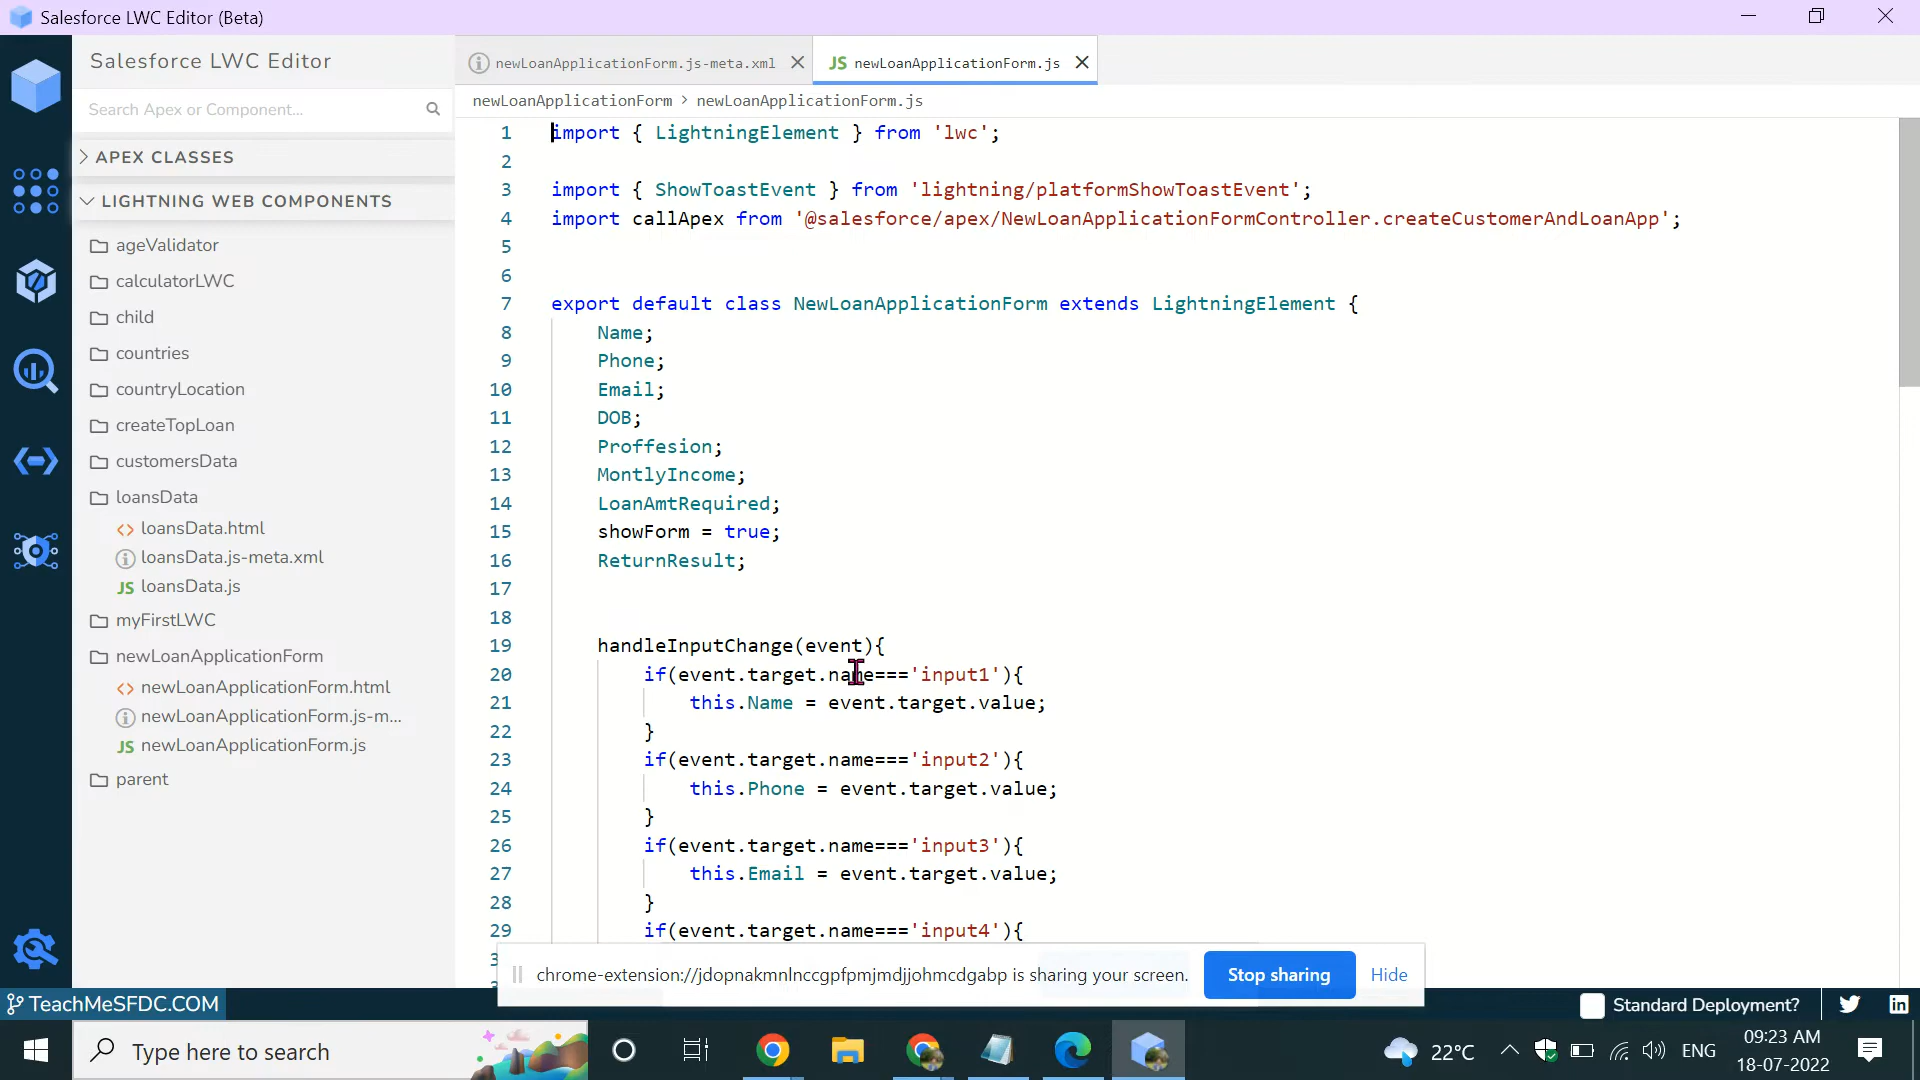 Salesforce LWC Editor (Beta)
Salesforce LWC Editor
Search Apex or Component...
APEX CLASSES
LIGHTNING WEB COMPONENTS
ageValidator
calculatorLWC
child
countries
countryLocation
createTopLoan
customersData
loansData
loansData.html
loansData.js-meta.xml
JS loansData.js
myFirstLWC
newLoanApplicationForm
newLoanApplicationForm.html
newLoanApplicationForm.js-m...
JS newLoanApplicationForm.js
parent
newLoanApplicationForm.js-meta.xml
JS newLoanApplicationForm.js
newLoanApplicationForm > newLoanApplicationForm.js
1 import { LightningElement } from 'lwc';
2
3 import { ShowToastEvent } from 'lightning/platformShowToastEvent';
4 import callApex from '@salesforce/apex/NewLoanApplicationFormController.createCustomerAndLoanApp';
5
6
7 export default class NewLoanApplicationForm extends LightningElement {
8 Name;
9 Phone;
10 Email;
11 DOB;
12 Proffesion;
13 MontlyIncome;
14 LoanAmtRequired;
15 showForm = true;
16 ReturnResult;
17
18
19 handleInputChange(event){
20 if(event.target.name==='input1'){
21 this.Name = event.target.value;
22 }
23 if(event.target.name==='input2'){
24 this.Phone = event.target.value;
25 }
26 if(event.target.name==='input3'){
27 this.Email = event.target.value;
28 }
29 if(event.target.name==='input4'){
chrome-extension://jdopnakmnlnccgpfpmjmdjjohmcdgabp is sharing your screen. Stop sharing Hide
TeachMeSFDC.COM
Standard Deployment?
Type here to search
22°C
ENG
09:23 AM
18-07-2022